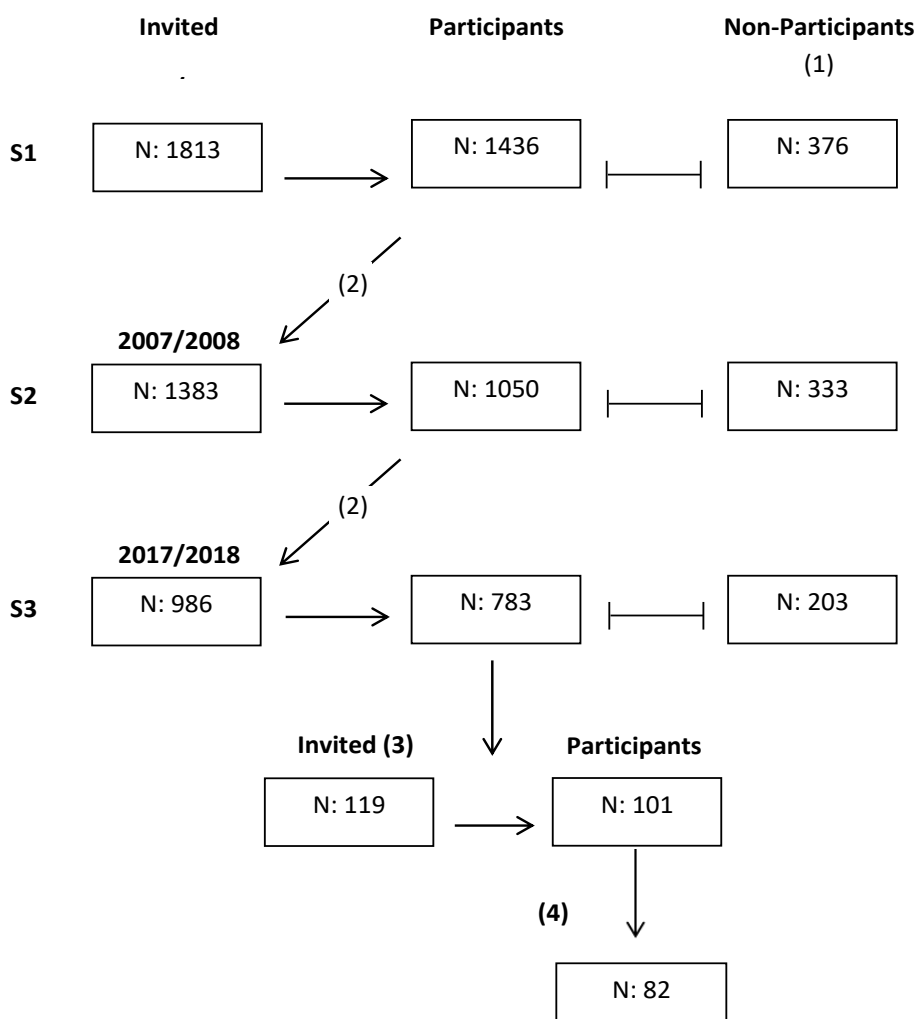 Invited Participants Non-Participants
(1)
S1 N: 1813 N: 1436 N: 376
(2)
2007/2008
S2 N: 1383 N: 1050 N: 333
(2)
2017/2018
S3 N: 986 N: 783 N: 203
Invited (3) Participants
N: 119 N: 101
(4)
N: 82